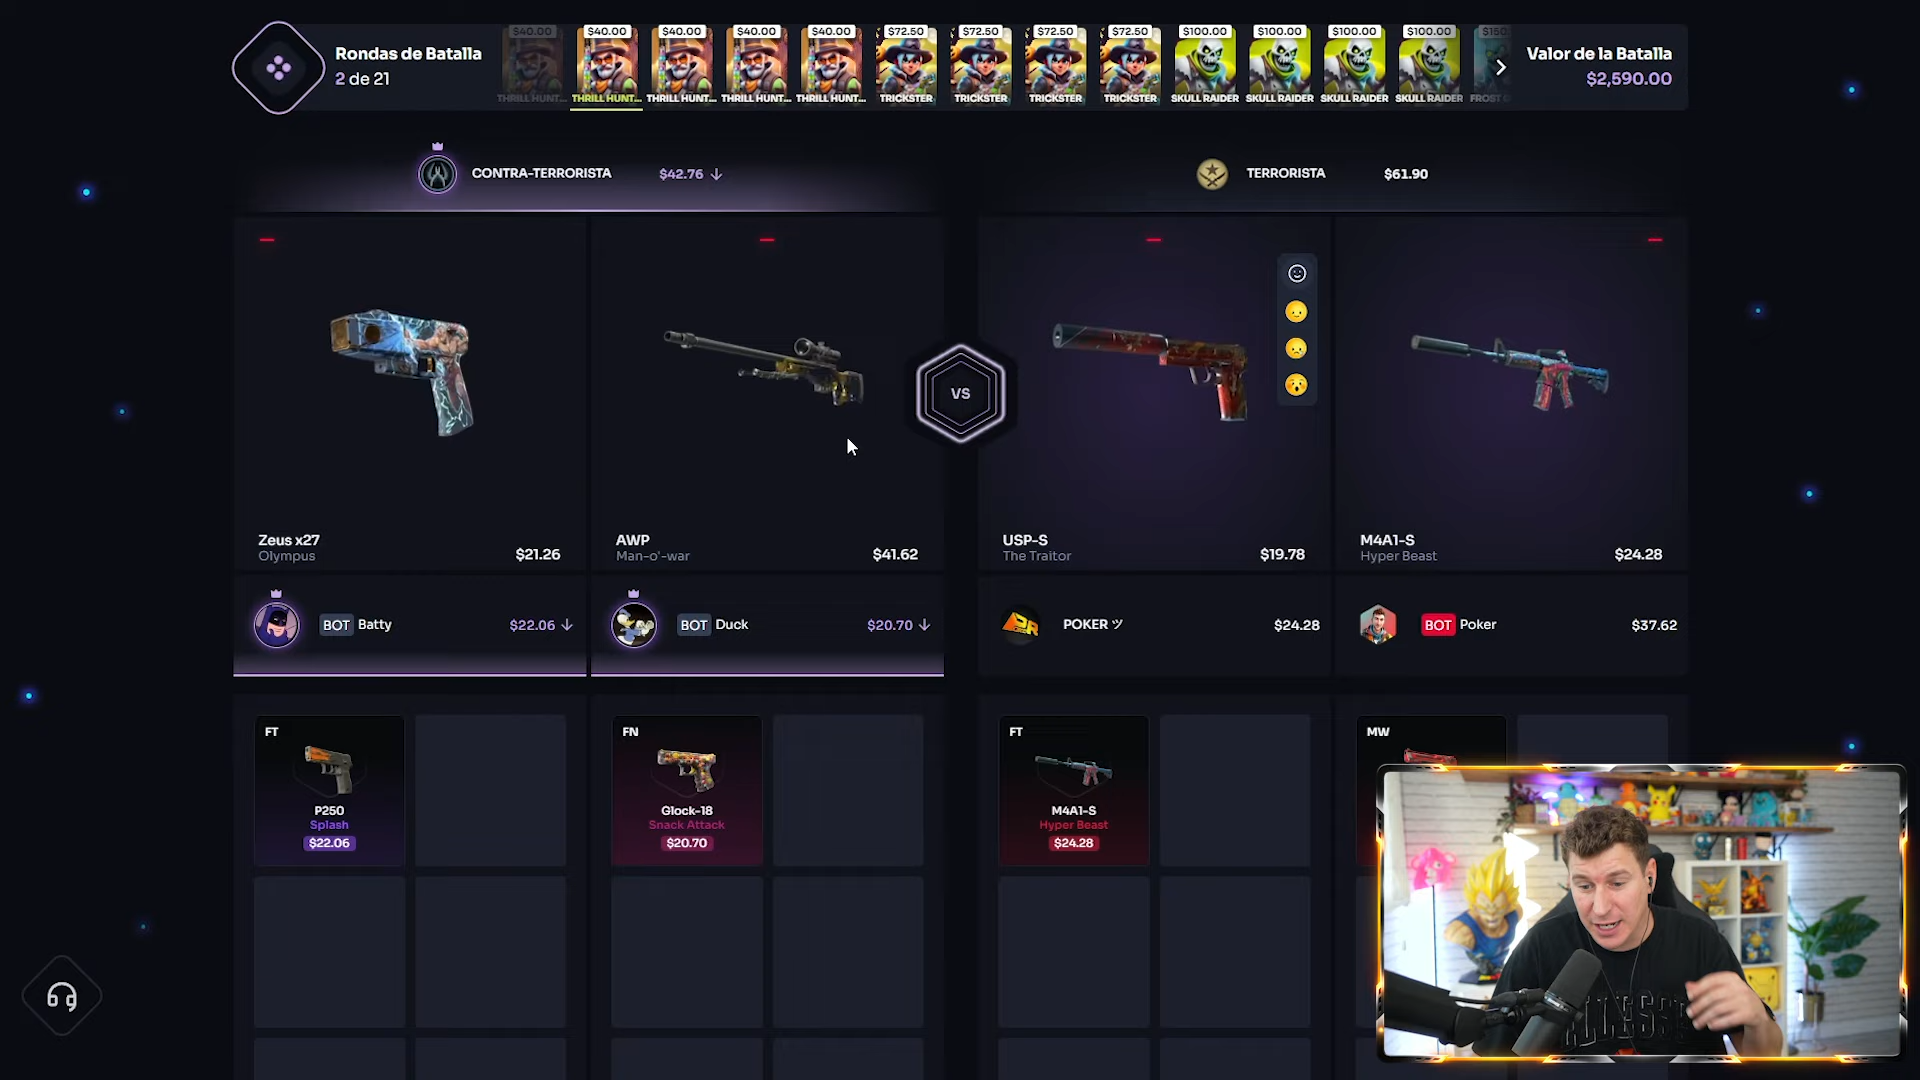 Rondas de Batalla
2 de 21
$40.00
THRILL HUNT...
$40.00
THRILL HUNT...
$40.00
THRILL HUNT...
$40.00
THRILL HUNT...
$40.00
THRILL HUNT...
$72.50
TRICKSTER
$72.50
TRICKSTER
$72.50
TRICKSTER
$72.50
TRICKSTER
$100.00
SKULL RAIDER
$100.00
SKULL RAIDER
$100.00
SKULL RAIDER
$100.00
SKULL RAIDER
Valor de la Batalla
$2,590.00
CONTRA-TERRORISTA
$42.76
TERRORISTA
$61.90
VS
Zeus x27
Olympus
$21.26
AWP
Man-o'-war
$41.62
USP-S
The Traitor
$19.78
M4A1-S
Hyper Beast
$24.28
BOT Batty
$22.06
BOT Duck
$20.70
POKER ツ
$24.28
BOT Poker
$37.62
FT
P250
Splash
$22.06
FN
Glock-18
Snack Attack
$20.70
FT
M4A1-S
Hyper Beast
$24.28
MW